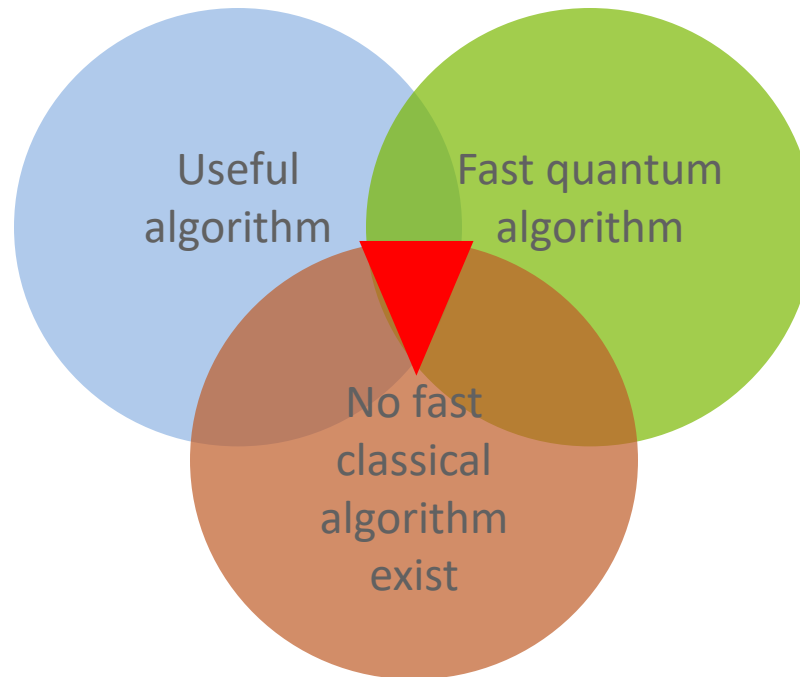 Useful
algorithm
Fast quantum
algorithm
No fast
classical
algorithm
exist